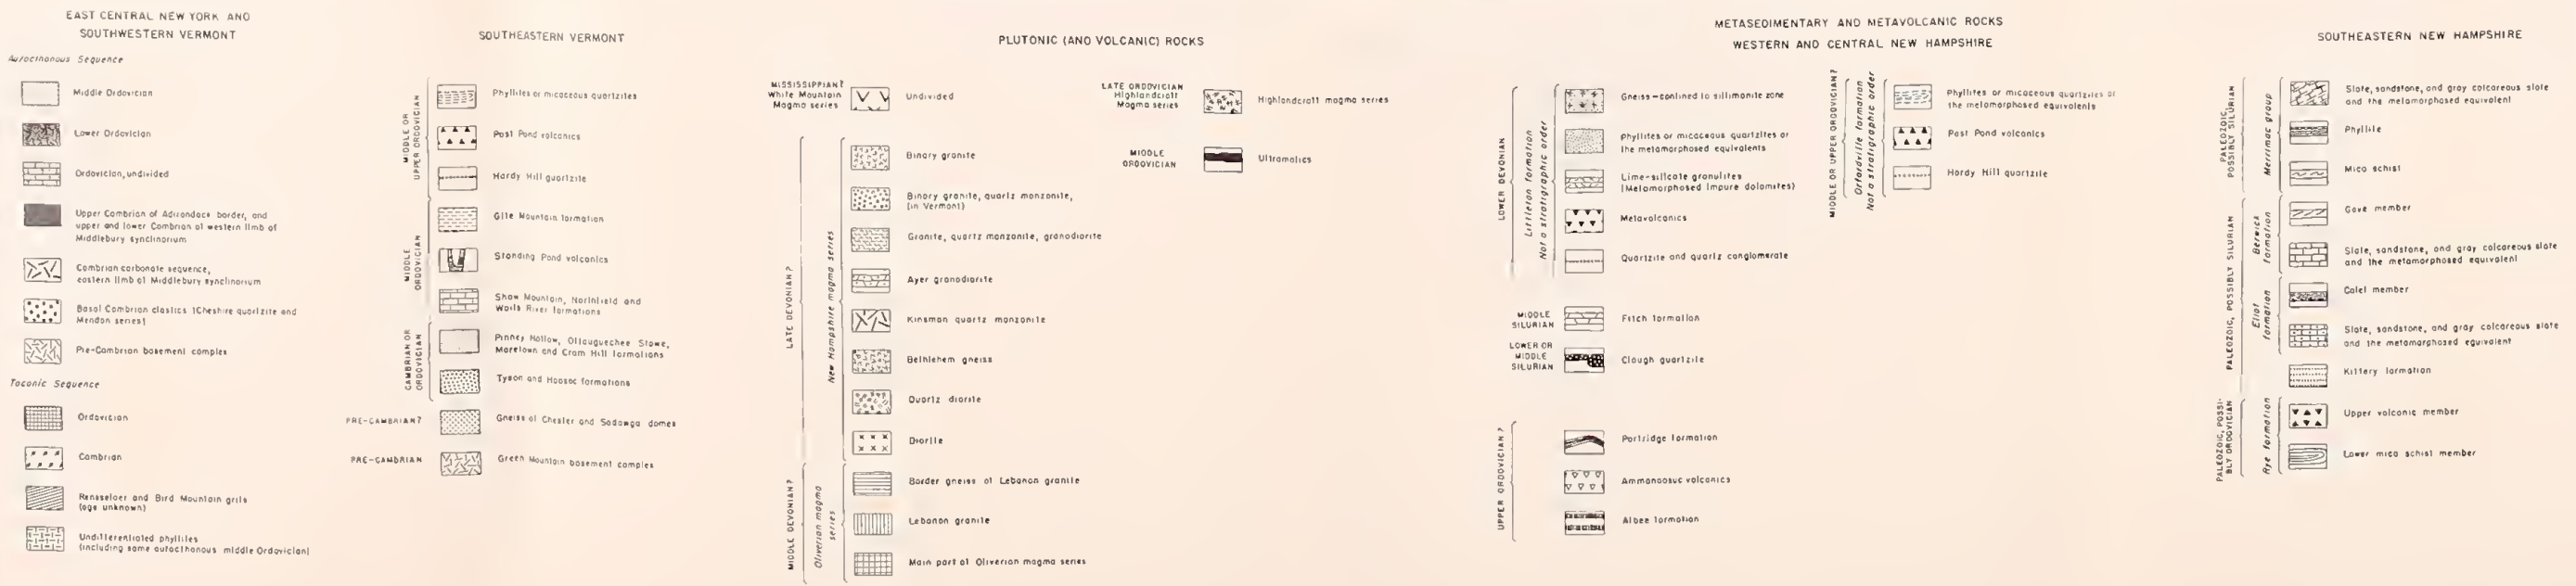 EAST CENTRAL NEW YORK AND
SOUTHWESTERN VERMONT
Autocthonous Sequence
Middle Ordovician
Lower Ordovician
Ordovician, undivided
Upper Cambrian of Adirondack border, and
upper and lower Cambrian of western limb of
Middlebury synclinorium
Cambrian carbonate sequence,
eastern limb of Middlebury synclinorium
Basal Cambrian clastics (Cheshire quartzite and
Mendon series)
Pre-Cambrian basement complex
Taconic Sequence
Ordovician
Cambrian
Rensselaer and Bird Mountain grits
(age unknown)
Undifferentiated phyllites
(including some autocthonous middle Ordovician)
SOUTHEASTERN VERMONT
MIDDLE OR
UPPER ORDOVICIAN
Phyllites or micaceous quartzites
Post Pond volcanics
Hardy Hill quartzite
MIDDLE
ORDOVICIAN
Gile Mountain formation
Standing Pond volcanics
Shaw Mountain, Northfield and
Waits River formations
CAMBRIAN OR
ORDOVICIAN
Pinney Hollow, Ottauquechee Stowe,
Moretown and Cram Hill formations
Tyson and Hoosac formations
PRE-CAMBRIAN?
Gneiss of Chester and Sadawga domes
PRE-CAMBRIAN
Green Mountain basement complex
PLUTONIC (AND VOLCANIC) ROCKS
MISSISSIPPIAN?
White Mountain
Magma series
Undivided
LATE DEVONIAN?
New Hampshire magma series
Binary granite
Binary granite, quartz monzonite,
(in Vermont)
Granite, quartz monzonite, granodiorite
Ayer granodiorite
Kinsman quartz monzonite
Bethlehem gneiss
Quartz diorite
Diorite
MIDDLE DEVONIAN?
Oliverian magma
series
Border gneiss of Lebanon granite
Lebanon granite
Main part of Oliverian magma series
LATE ORDOVICIAN
Highlandcroft
Magma series
Highlandcroft magma series
MIDDLE
ORDOVICIAN
Ultramafics
METASEDIMENTARY AND METAVOLCANIC ROCKS
WESTERN AND CENTRAL NEW HAMPSHIRE
LOWER DEVONIAN
Littleton formation
Not a stratigraphic order
Gneiss-confined to sillimanite zone
Phyllites or micaceous quartzites or
the metamorphosed equivalents
Lime-silicate granulites
(Metamorphosed impure dolomites)
Metavolcanics
Quartzite and quartz conglomerate
MIDDLE
SILURIAN
Fitch formation
LOWER OR
MIDDLE
SILURIAN
Clough quartzite
UPPER ORDOVICIAN?
Partridge formation
Ammonoosuc volcanics
Albee formation
MIDDLE OR UPPER ORDOVICIAN?
Orfordville formation
Not a stratigraphic order
Phyllites or micaceous quartzites or
the metamorphosed equivalents
Post Pond volcanics
Hardy Hill quartzite
SOUTHEASTERN NEW HAMPSHIRE
PALEOZOIC,
POSSIBLY SILURIAN
Merrimac group
Slate, sandstone, and gray calcareous slate
and the metamorphosed equivalent
Phyllite
Mica schist
PALEOZOIC, POSSIBLY SILURIAN
Berwick
formation
Gove member
Slate, sandstone, and gray calcareous slate
and the metamorphosed equivalent
Eliot
formation
Calef member
Slate, sandstone, and gray calcareous slate
and the metamorphosed equivalent
Kittery formation
PALEOZOIC, POSSI-
BLY ORDOVICIAN
Rye formation
Upper volcanic member
Lower mica schist member